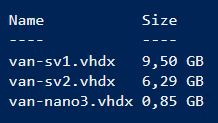 Name Size
---- ----
van-sv1.vhdx 9,50 GB
van-sv2.vhdx 6,29 GB
van-nano3.vhdx 0,85 GB